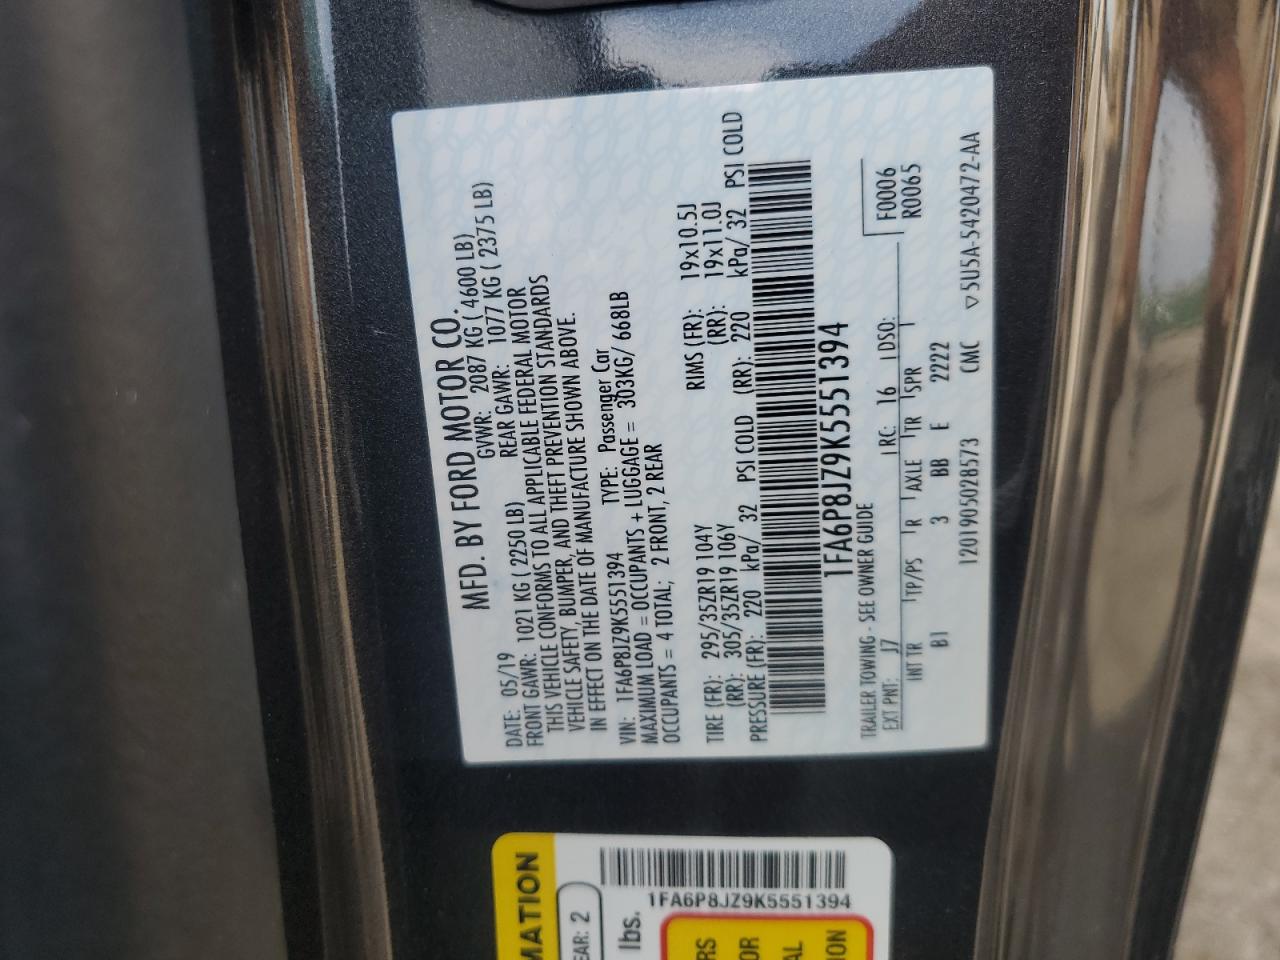 MFD. BY FORD MOTOR CO.
DATE: 05/19 GVWR: 2087 KG ( 4600 LB)
FRONT GAWR: 1021 KG ( 2250 LB) REAR GAWR: 1077 KG ( 2375 LB)
THIS VEHICLE CONFORMS TO ALL APPLICABLE FEDERAL MOTOR
VEHICLE SAFETY, BUMPER, AND THEFT PREVENTION STANDARDS
IN EFFECT ON THE DATE OF MANUFACTURE SHOWN ABOVE.
VIN: 1FA6P8JZ9K5551394 TYPE: Passenger Car
MAXIMUM LOAD = OCCUPANTS + LUGGAGE = 303KG/ 668LB
OCCUPANTS = 4 TOTAL; 2 FRONT, 2 REAR
TIRE (FR): 295/35ZR19 104Y RIMS (FR): 19x10.5J
(RR): 305/35ZR19 106Y (RR): 19x11.0J
PRESSURE (FR): 220 kPa/ 32 PSI COLD (RR): 220 kPa/ 32 PSI COLD
1FA6P8JZ9K5551394
TRAILER TOWING - SEE OWNER GUIDE
F0006
EXT PNT: J7 RC: 16 DSO: R0065
INT TR TP/PS R AXLE TR SPR
B1 3 BB E 2222
1201905028573 CMC ▽5U5A-5420472-AA
MATION
EAR: 2
lbs.
1FA6P8JZ9K5551394
RS
OR
AL
ION